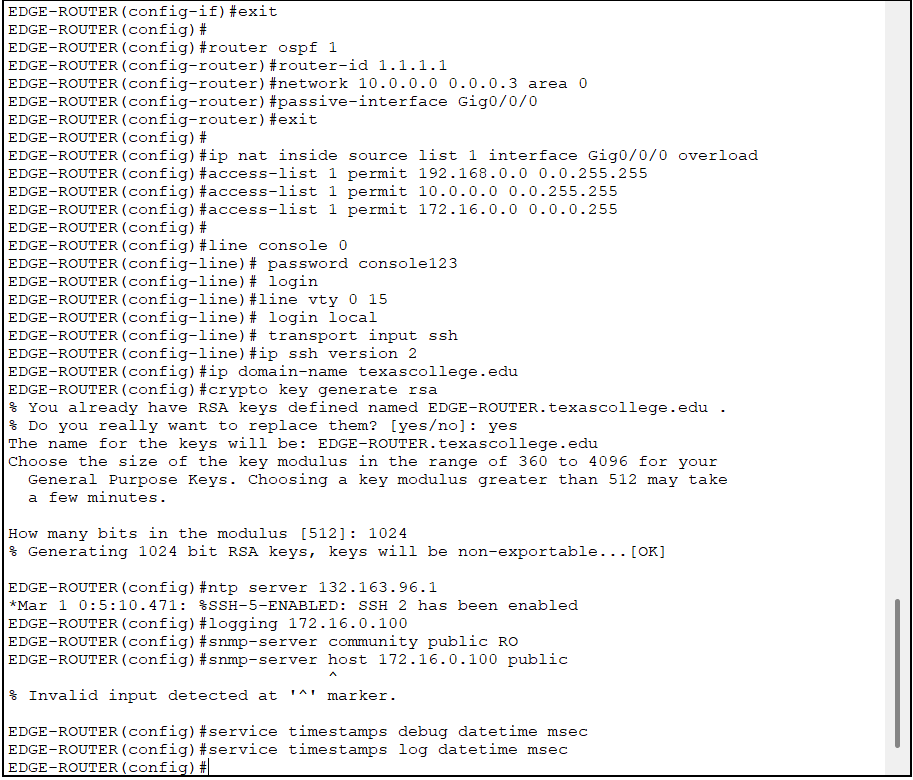 EDGE-ROUTER(config-if)#exit
EDGE-ROUTER(config)#
EDGE-ROUTER(config)#router ospf 1
EDGE-ROUTER(config-router)#router-id 1.1.1.1
EDGE-ROUTER(config-router)#network 10.0.0.0 0.0.0.3 area 0
EDGE-ROUTER(config-router)#passive-interface Gig0/0/0
EDGE-ROUTER(config-router)#exit
EDGE-ROUTER(config)#
EDGE-ROUTER(config)#ip nat inside source list 1 interface Gig0/0/0 overload
EDGE-ROUTER(config)#access-list 1 permit 192.168.0.0 0.0.255.255
EDGE-ROUTER(config)#access-list 1 permit 10.0.0.0 0.0.255.255
EDGE-ROUTER(config)#access-list 1 permit 172.16.0.0 0.0.0.255
EDGE-ROUTER(config)#
EDGE-ROUTER(config)#line console 0
EDGE-ROUTER(config-line)# password console123
EDGE-ROUTER(config-line)# login
EDGE-ROUTER(config-line)#line vty 0 15
EDGE-ROUTER(config-line)# login local
EDGE-ROUTER(config-line)# transport input ssh
EDGE-ROUTER(config-line)#ip ssh version 2
EDGE-ROUTER(config)#ip domain-name texascollege.edu
EDGE-ROUTER(config)#crypto key generate rsa
% You already have RSA keys defined named EDGE-ROUTER.texascollege.edu .
% Do you really want to replace them? [yes/no]: yes
The name for the keys will be: EDGE-ROUTER.texascollege.edu
Choose the size of the key modulus in the range of 360 to 4096 for your
  General Purpose Keys. Choosing a key modulus greater than 512 may take
  a few minutes.

How many bits in the modulus [512]: 1024
% Generating 1024 bit RSA keys, keys will be non-exportable...[OK]

EDGE-ROUTER(config)#ntp server 132.163.96.1
*Mar 1 0:5:10.471: %SSH-5-ENABLED: SSH 2 has been enabled
EDGE-ROUTER(config)#logging 172.16.0.100
EDGE-ROUTER(config)#snmp-server community public RO
EDGE-ROUTER(config)#snmp-server host 172.16.0.100 public
                                ^
% Invalid input detected at '^' marker.

EDGE-ROUTER(config)#service timestamps debug datetime msec
EDGE-ROUTER(config)#service timestamps log datetime msec
EDGE-ROUTER(config)#